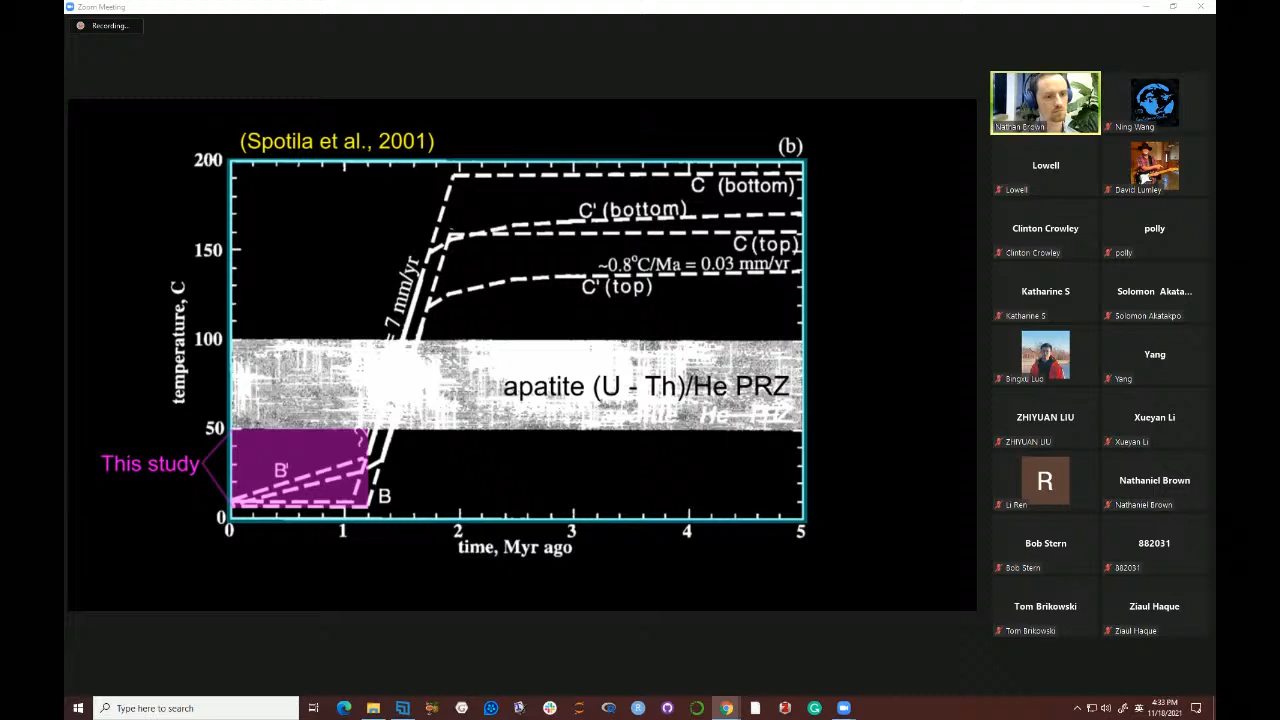 Zoom Meeting
Recording...
(Spotila et al., 2001)
(b)
200
C (bottom)
C' (bottom)
150
C (top)
~0.8°C/Ma = 0.03 mm/yr
C' (top)
= 7 mm/yr
temperature, C
100
apatite (U - Th)/He PRZ
apatite He PRZ
50
This study
B'
B
0
0
1
2
3
4
5
time, Myr ago
Nathan Brown
Ning Wang
Lowell
Lowell
David Lumley
Clinton Crowley
Clinton Crowley
polly
polly
Katharine S
Katharine S
Solomon Akata...
Solomon Akatakpo
Bingxu Luo
Yang
Yang
ZHIYUAN LIU
ZHIYUAN LIU
Xueyan Li
Xueyan Li
R
Li Ren
Nathaniel Brown
Nathaniel Brown
Bob Stern
Bob Stern
882031
882031
Tom Brikowski
Tom Brikowski
Ziaul Haque
Ziaul Haque
Type here to search
4:33 PM
11/18/2021